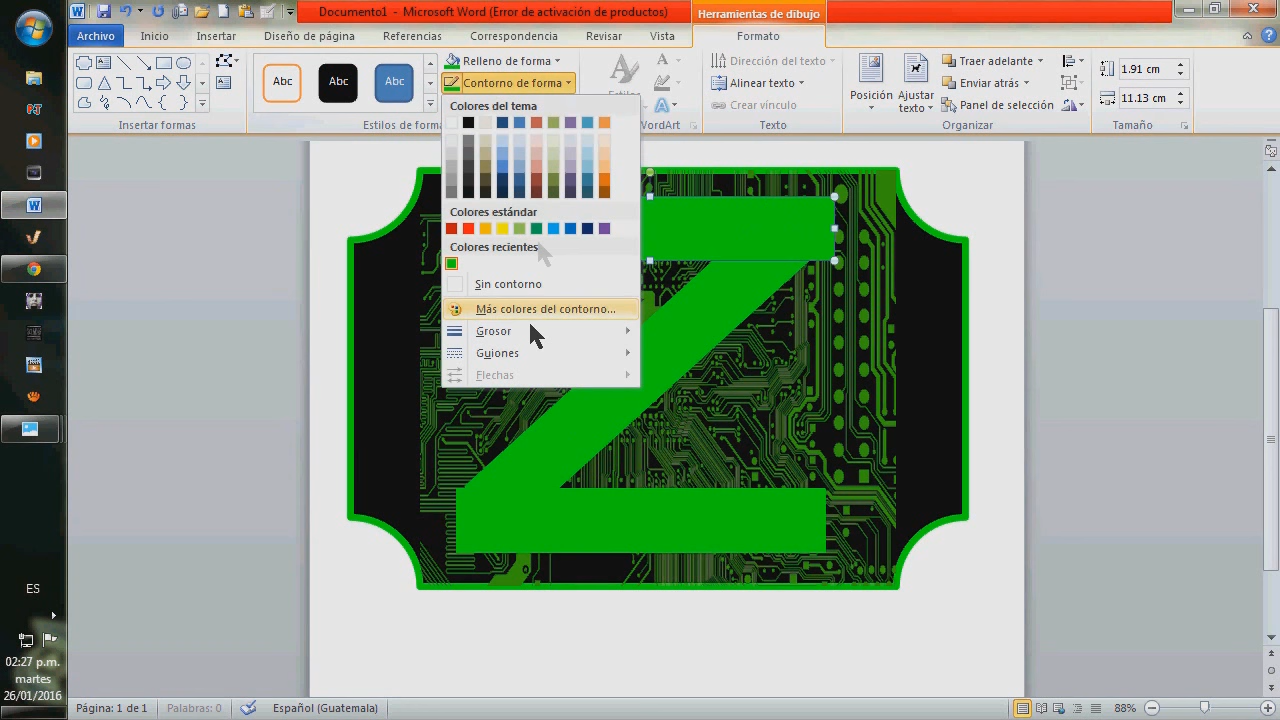 Documento1 - Microsoft Word (Error de activación de productos)
Herramientas de dibujo
Archivo
Inicio
Insertar
Diseño de página
Referencias
Correspondencia
Revisar
Vista
Formato
Abc
Abc
Abc
Relleno de forma
Contorno de forma
Dirección del texto
Alinear texto
Crear vínculo
Posición
Ajustar
texto
Traer adelante
Enviar atrás
Panel de selección
1.91 cm
11.13 cm
Insertar formas
Estilos de forma
WordArt
Texto
Organizar
Tamaño
Colores del tema
Colores estándar
Colores recientes
Sin contorno
Más colores del contorno...
Grosor
Guiones
Flechas
Z
ES
02:27 p.m.
martes
26/01/2016
Página: 1 de 1
Palabras: 0
Español (Guatemala)
88%